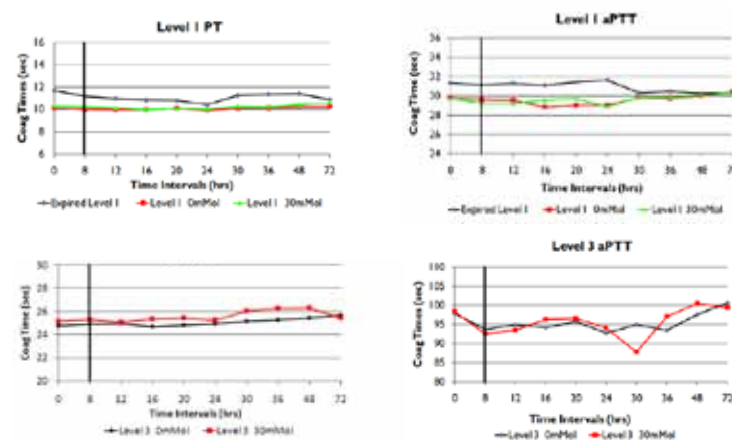 Level 1 PT
Coag Times (sec)
16
14
12
10
8
6
0 8 12 16 20 24 30 36 48 72
Time Intervals (hrs)
Expired Level 1 Level 1 0mMol Level 1 30mMol
Level 1 aPTT
Coag Time (sec)
36
34
32
30
28
26
24
0 8 12 16 20 24 30 36 48 72
Time Intervals (hrs)
Expired Level 1 Level 1 0mMol Level 1 30mMol
Coag Times (sec)
30
28
26
24
22
20
0 8 12 16 20 24 30 36 48 72
Time Intervals (hrs)
Level 3 0mMol Level 3 30mMol
Level 3 aPTT
Coag Times (sec)
110
105
100
95
90
85
80
0 8 12 16 20 24 30 36 48 72
Time Intervals (hrs)
Level 3 0mMol Level 3 30mMol